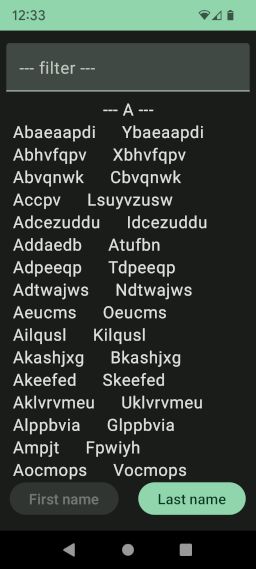 12:33
--- filter ---
--- A ---
Abaeaapdi Ybaeaapdi
Abhvfqpv Xbhvfqpv
Abvqnwk Cbvqnwk
Accpv Lsuyvzusw
Adcezuddu Idcezuddu
Addaedb Atufbn
Adpeeqp Tdpeeqp
Adtwajws Ndtwajws
Aeucms Oeucms
Ailqusl Kilqusl
Akashjxg Bkashjxg
Akeefed Skeefed
Aklvrvmeu Uklvrvmeu
Alppbvia Glppbvia
Ampjt Fpwiyh
Aocmops Vocmops
First name Last name